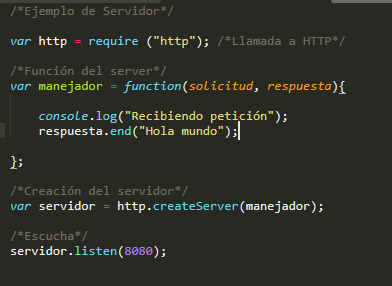 /*Ejemplo de Servidor*/
var http = require ("http"); /*Llamada a HTTP*/
/*Función del server*/
var manejador = function(solicitud, respuesta){
console.log("Recibiendo petición");
respuesta.end("Hola mundo");
};
/*Creación del servidor*/
var servidor = http.createServer(manejador);
/*Escucha*/
servidor.listen(8080);